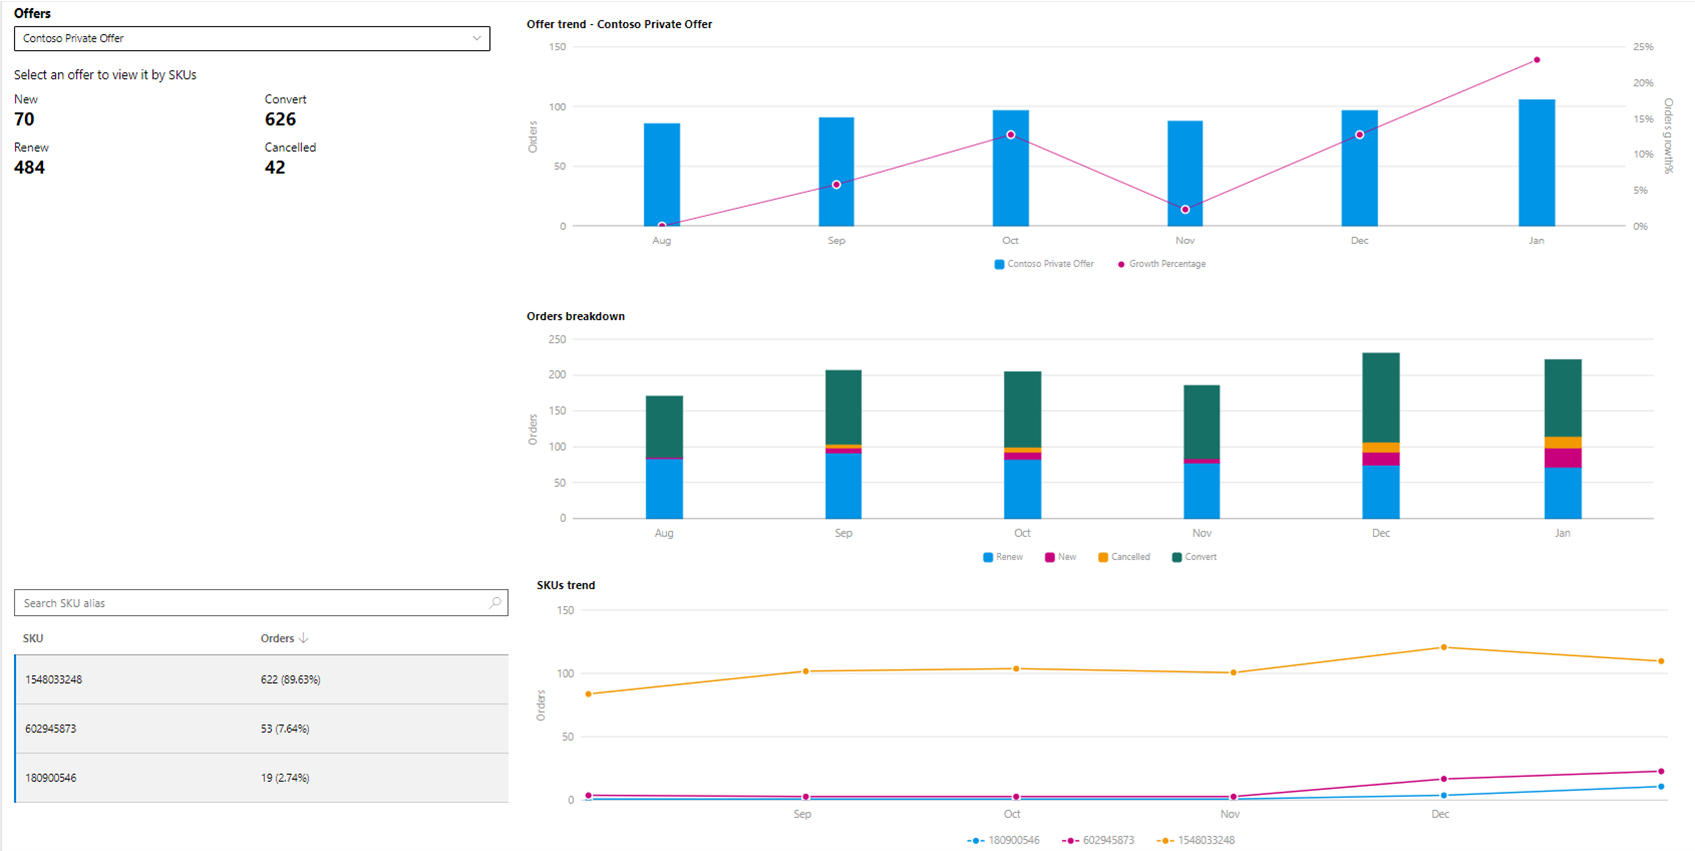 Offers
Contoso Private Offer
Select an offer to view it by SKUs
New
Convert
70
626
Renew
Cancelled
484
42
Offer trend - Contoso Private Offer
150
100
50
0
Orders
25%
20%
15%
10%
5%
0%
Orders growth%
Aug Sep Oct Nov Dec Jan
Contoso Private Offer Growth Percentage
Orders breakdown
250
200
150
100
50
0
Orders
Aug Sep Oct Nov Dec Jan
Renew New Cancelled Convert
Search SKU alias
SKU Orders ↓
1548033248 622 (89.63%)
602945873 53 (7.64%)
180900546 19 (2.74%)
SKUs trend
150
100
50
0
Orders
Sep Oct Nov Dec
180900546 602945873 1548033248